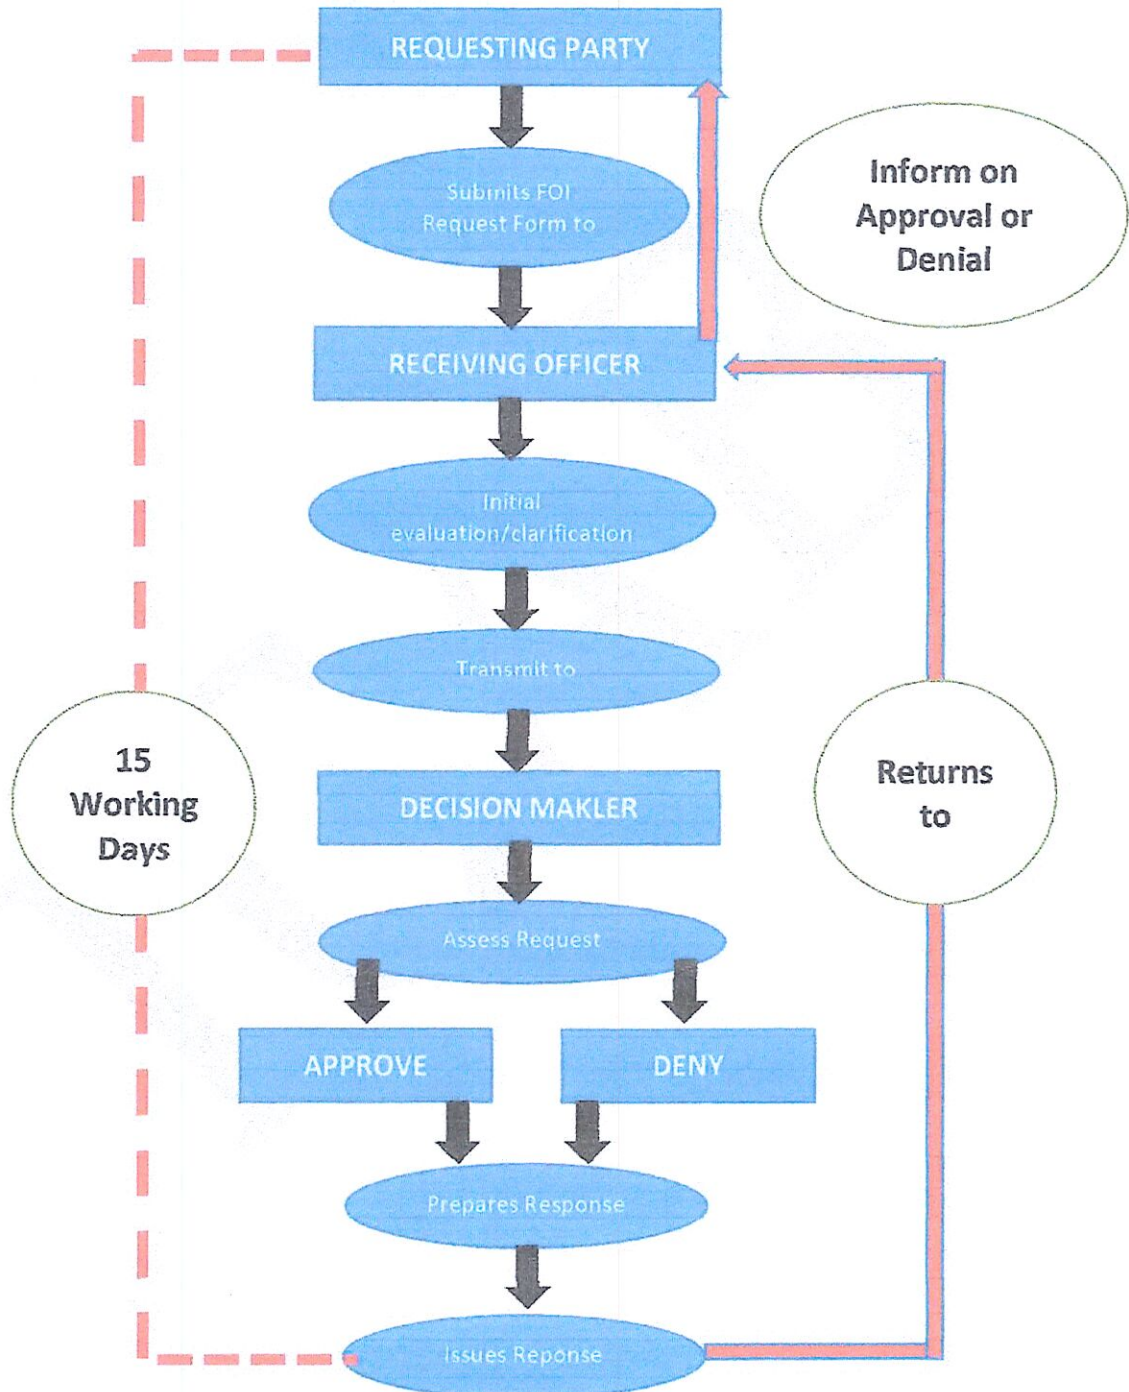 REQUESTING PARTY
Submits FOI
Request Form to
Inform on
Approval or
Denial
RECEIVING OFFICER
Initial
evaluation/clarification
Transmit to
15
Working
Days
DECISION MAKLER
Returns
to
Assess Request
APPROVE
DENY
Prepares Response
Issues Reponse